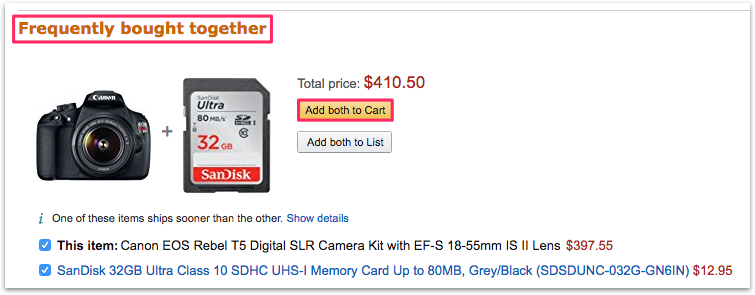 Frequently bought together
Total price: $410.50
Canon
SanDisk
Ultra
80 MB/s
32 GB
SanDisk
+
Add both to Cart
Add both to List
i One of these items ships sooner than the other. Show details
This item: Canon EOS Rebel T5 Digital SLR Camera Kit with EF-S 18-55mm IS II Lens $397.55
SanDisk 32GB Ultra Class 10 SDHC UHS-I Memory Card Up to 80MB, Grey/Black (SDSDUNC-032G-GN6IN) $12.95